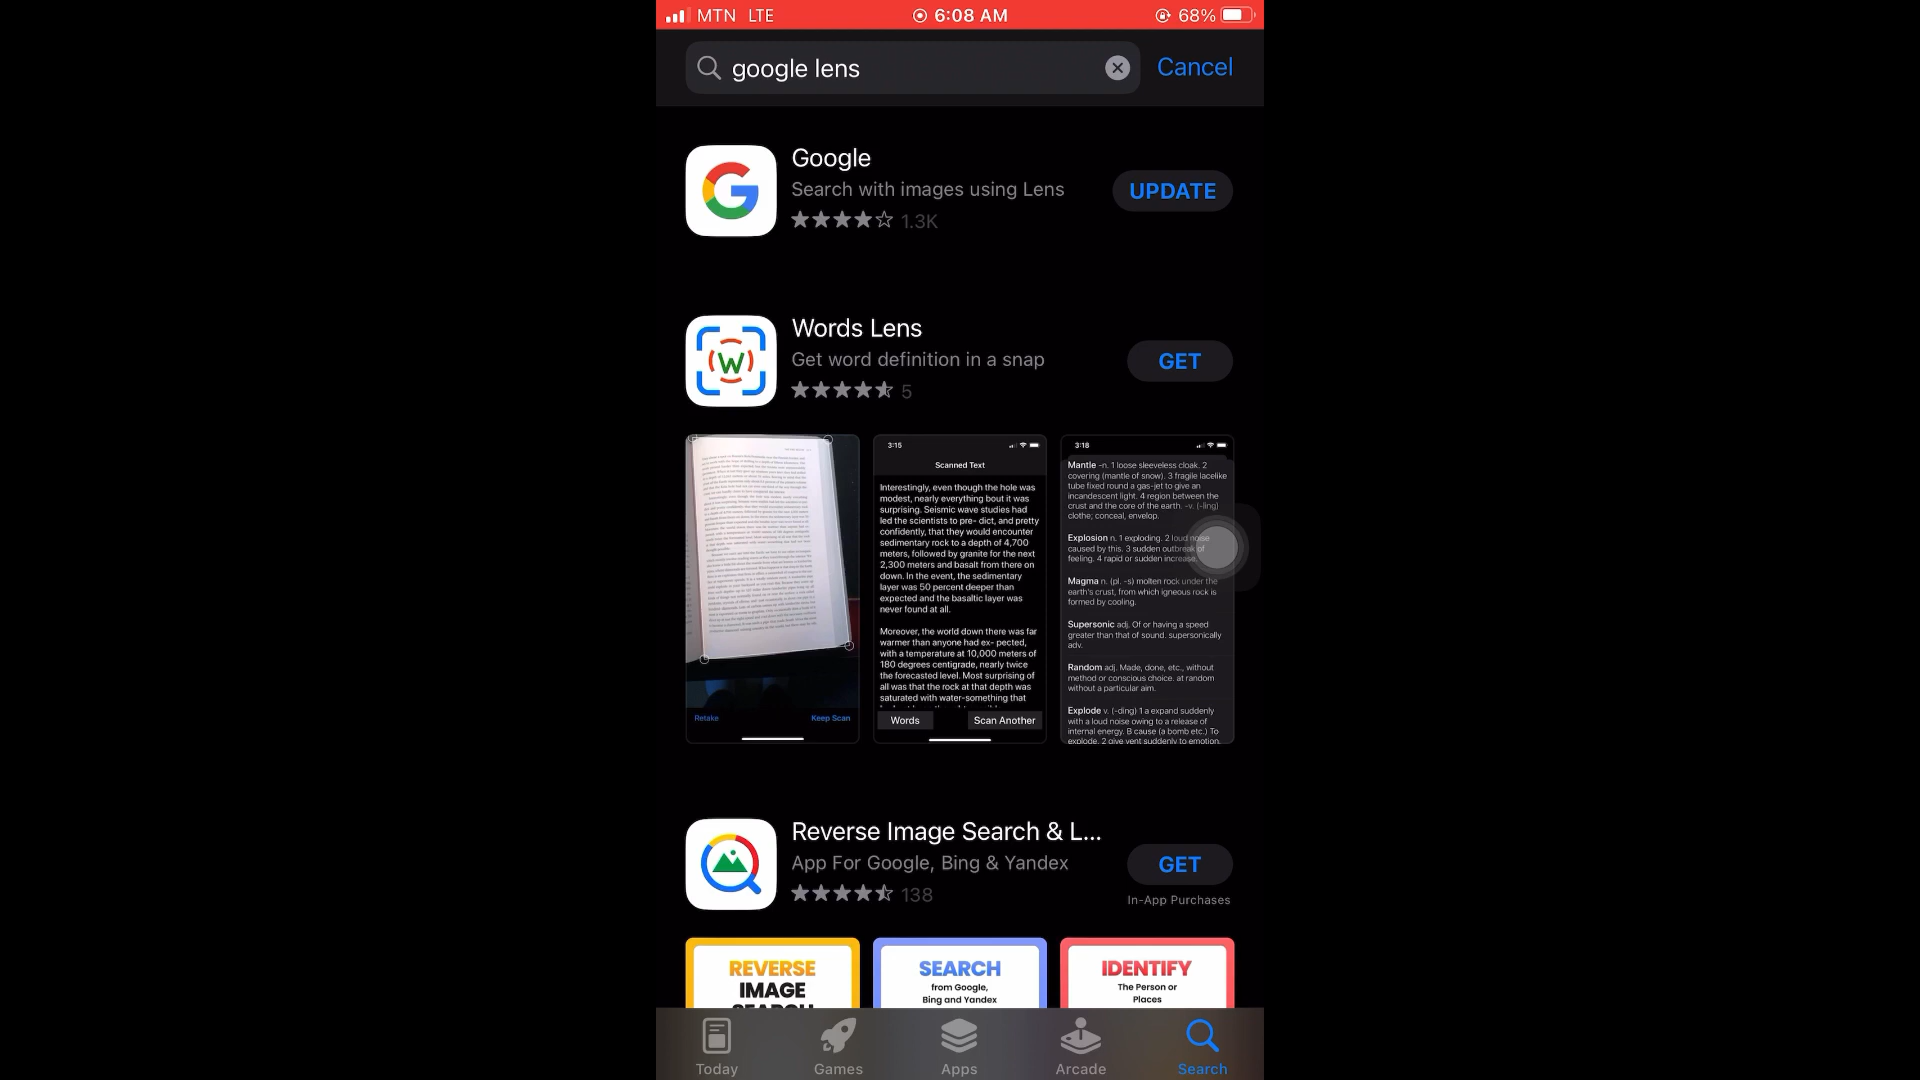 MTN LTE 6:08 AM 68%
google lens
Cancel
Google
Search with images using Lens
1.3K
UPDATE
Words Lens
Get word definition in a snap
5
GET
Retake
Keep Scan
3:15
Scanned Text
Interestingly, even though the hole was
modest, nearly everything bout it was
surprising. Seismic wave studies had
led the scientists to pre- dict, and pretty
confidently, that they would encounter
sedimentary rock to a depth of 4,700
meters, followed by granite for the next
2,300 meters and basalt from there on
down. In the event, the sedimentary
layer was 50 percent deeper than
expected and the basaltic layer was
never found at all.
Moreover, the world down there was far
warmer than anyone had ex- pected,
with a temperature at 10,000 meters of
180 degrees centigrade, nearly twice
the forecasted level. Most surprising of
all was that the rock at that depth was
saturated with water-something that
Words
Scan Another
3:18
Mantle -n. 1 loose sleeveless cloak. 2
covering (mantle of snow). 3 fragile lacelike
tube fixed round a gas-jet to give an
incandescent light. 4 region between the
crust and the core of the earth. -v. (-ling)
clothe; conceal, envelop.
Explosion n. 1 exploding. 2 loud noise
caused by this. 3 sudden outbreak of
feeling. 4 rapid or sudden increase.
Magma n. (pl. -s) molten rock under the
earth's crust, from which igneous rock is
formed by cooling.
Supersonic adj. Of or having a speed
greater than that of sound. supersonically
adv.
Random adj. Made, done, etc., without
method or conscious choice. at random
without a particular aim.
Explode v. (-ding) 1 a expand suddenly
with a loud noise owing to a release of
internal energy. B cause (a bomb etc.) To
explode. 2 give vent suddenly to emotion.
Reverse Image Search & L...
App For Google, Bing & Yandex
138
GET
In-App Purchases
REVERSE
IMAGE
SEARCH
SEARCH
from Google,
Bing and Yandex
IDENTIFY
The Person or
Places
Today
Games
Apps
Arcade
Search